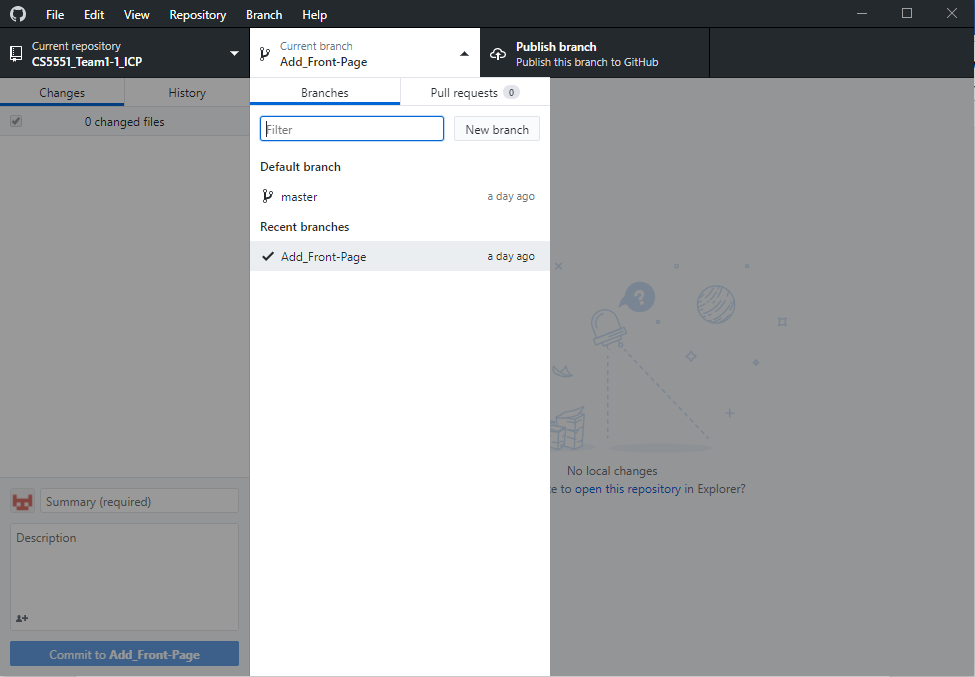 File Edit View Repository Branch Help
Current repository
CS5551_Team1-1_ICP
Current branch
Add_Front-Page
Publish branch
Publish this branch to GitHub
Changes History
0 changed files
Branches Pull requests 0
Filter
New branch
Default branch
master a day ago
Recent branches
Add_Front-Page a day ago
?
No local changes
e to open this repository in Explorer?
Summary (required)
Description
Commit to Add_Front-Page